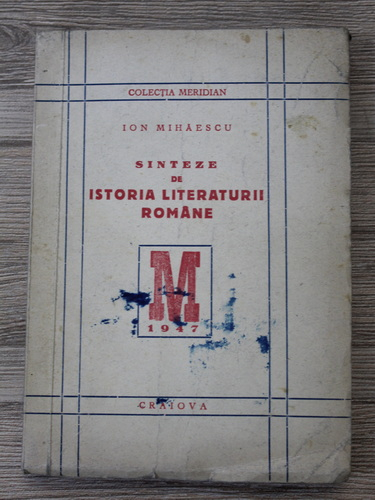 COLECȚIA MERIDIAN
ION MIHĂESCU
SINTEZE
DE
ISTORIA LITERATURII
ROMÂNE
M
1947
CRAIOVA